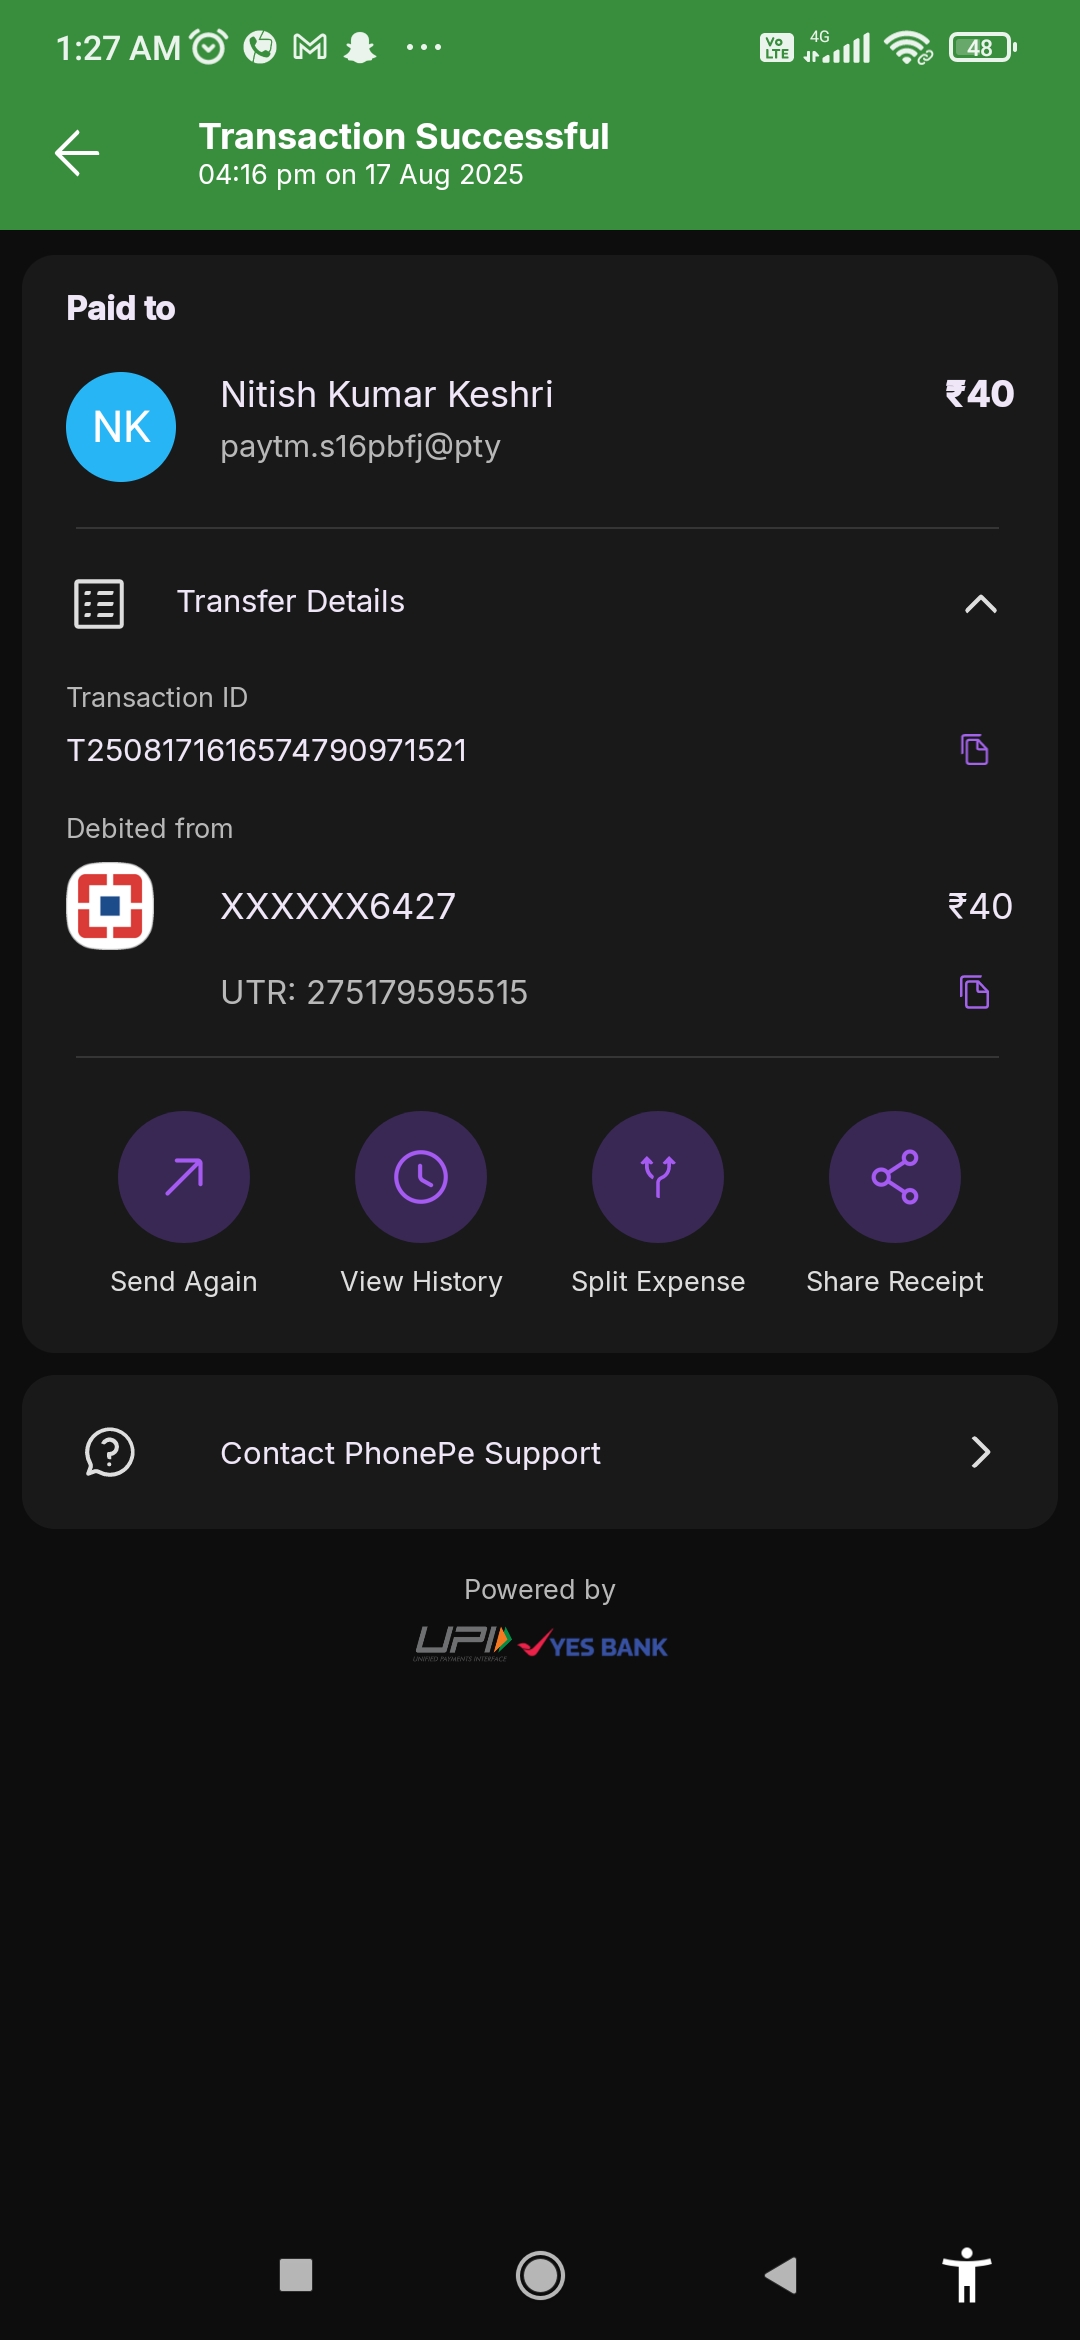 1:27 AM
Vo LTE 4G 48
Transaction Successful
04:16 pm on 17 Aug 2025
Paid to
NK
Nitish Kumar Keshri ₹40
paytm.s16pbfj@pty
Transfer Details
Transaction ID
T2508171616574790971521
Debited from
XXXXXX6427 ₹40
UTR: 275179595515
Send Again View History Split Expense Share Receipt
Contact PhonePe Support
Powered by
UPI YES BANK
UNIFIED PAYMENTS INTERFACE